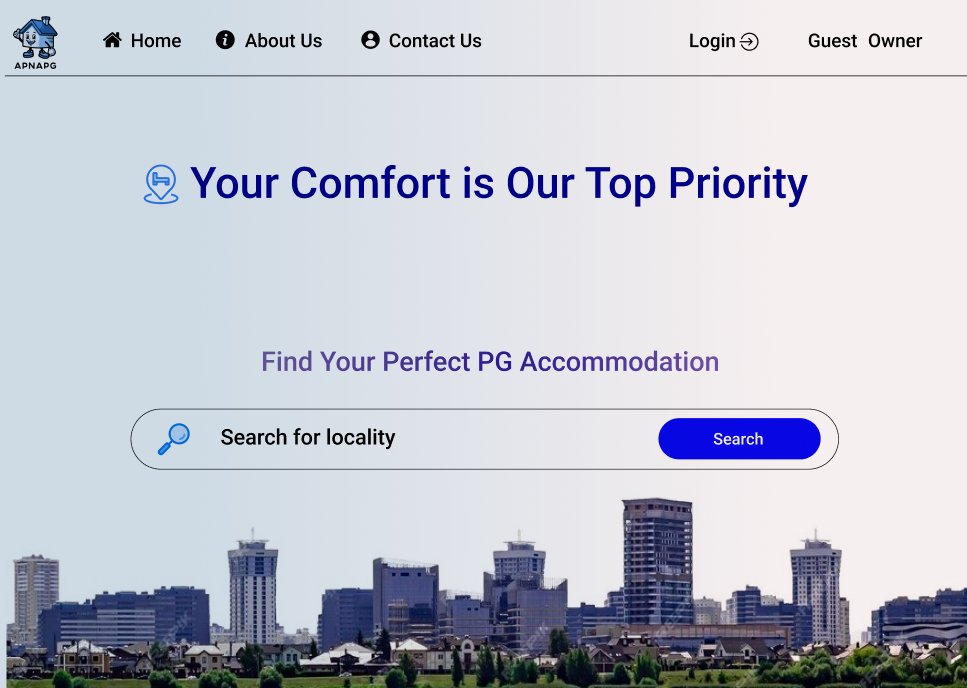 APNAPG
Home About Us Contact Us Login Guest Owner
Your Comfort is Our Top Priority
Find Your Perfect PG Accommodation
Search for locality Search